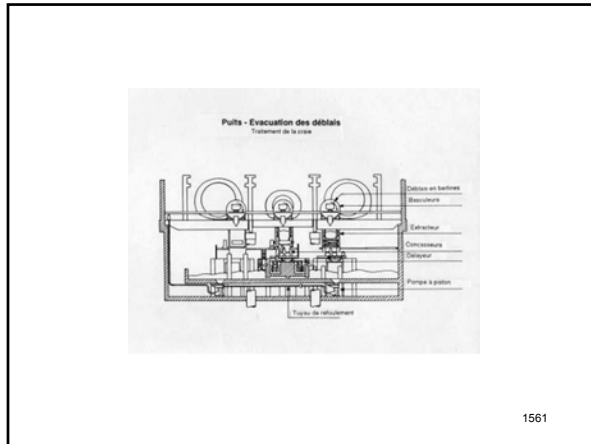 Puits - Evacuation des déblais
Traitement de la craie
Déblais en berlines
Basculeurs
Extracteur
Concasseurs
Délayeur
Pompe à piston
Tuyau de refoulement
1561